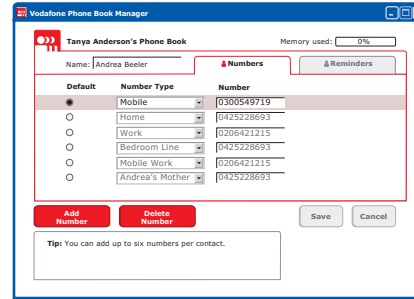 Vodafone Phone Book Manager
Tanya Anderson's Phone Book Memory used: 0%
Name: Andrea Beeler Numbers Reminders
Default Number Type Number
Mobile 0300549719
Home 0425228693
Work 0206421215
Bedroom Line 0425228693
Mobile Work 0206421215
Andrea's Mother 0425228693
Add Number Delete Number Save Cancel
Tip: You can add up to six numbers per contact.